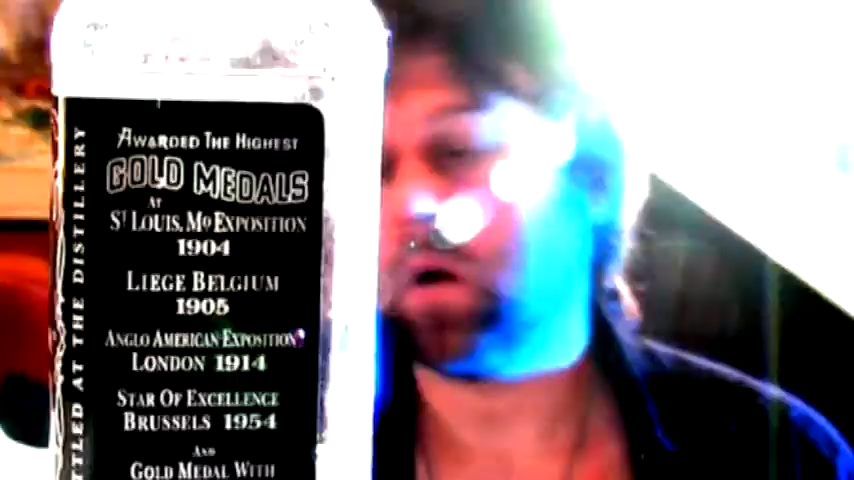 AWARDED THE HIGHEST
GOLD MEDALS
AT
ST LOUIS, MO EXPOSITION
1904
LIEGE BELGIUM
1905
ANGLO AMERICAN EXPOSITION
LONDON 1914
STAR OF EXCELLENCE
BRUSSELS 1954
AND
GOLD MEDAL WITH
TTLED AT THE DISTILLERY